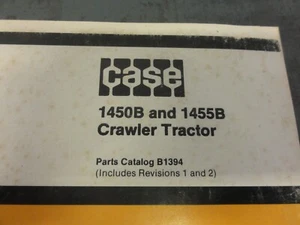 case
1450B and 1455B
Crawler Tractor
Parts Catalog B1394
(Includes Revisions 1 and 2)